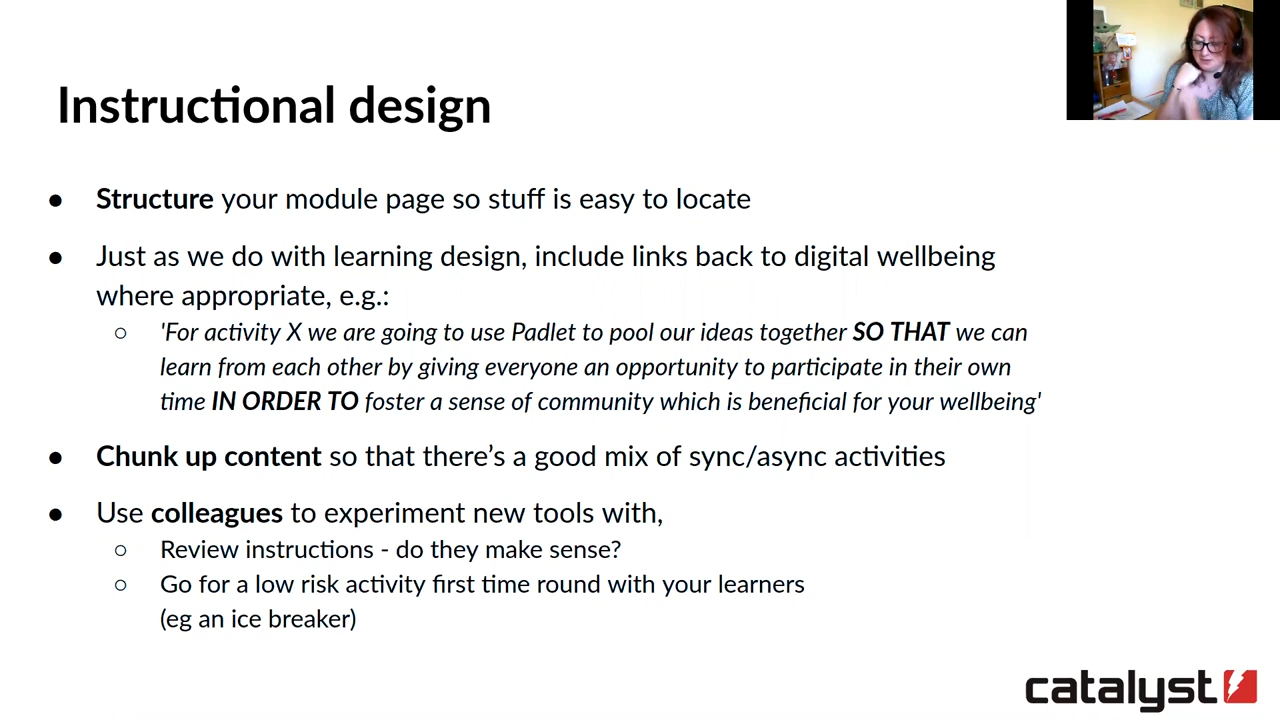 Instructional design
● Structure your module page so stuff is easy to locate
● Just as we do with learning design, include links back to digital wellbeing
where appropriate, e.g.:
○ 'For activity X we are going to use Padlet to pool our ideas together SO THAT we can
learn from each other by giving everyone an opportunity to participate in their own
time IN ORDER TO foster a sense of community which is beneficial for your wellbeing'
● Chunk up content so that there’s a good mix of sync/async activities
● Use colleagues to experiment new tools with,
○ Review instructions - do they make sense?
○ Go for a low risk activity first time round with your learners
(eg an ice breaker)
catalyst